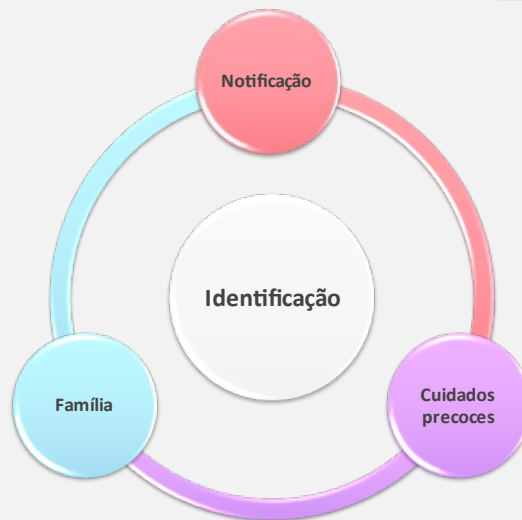 Notificação
Identificação
Família
Cuidados
precoces